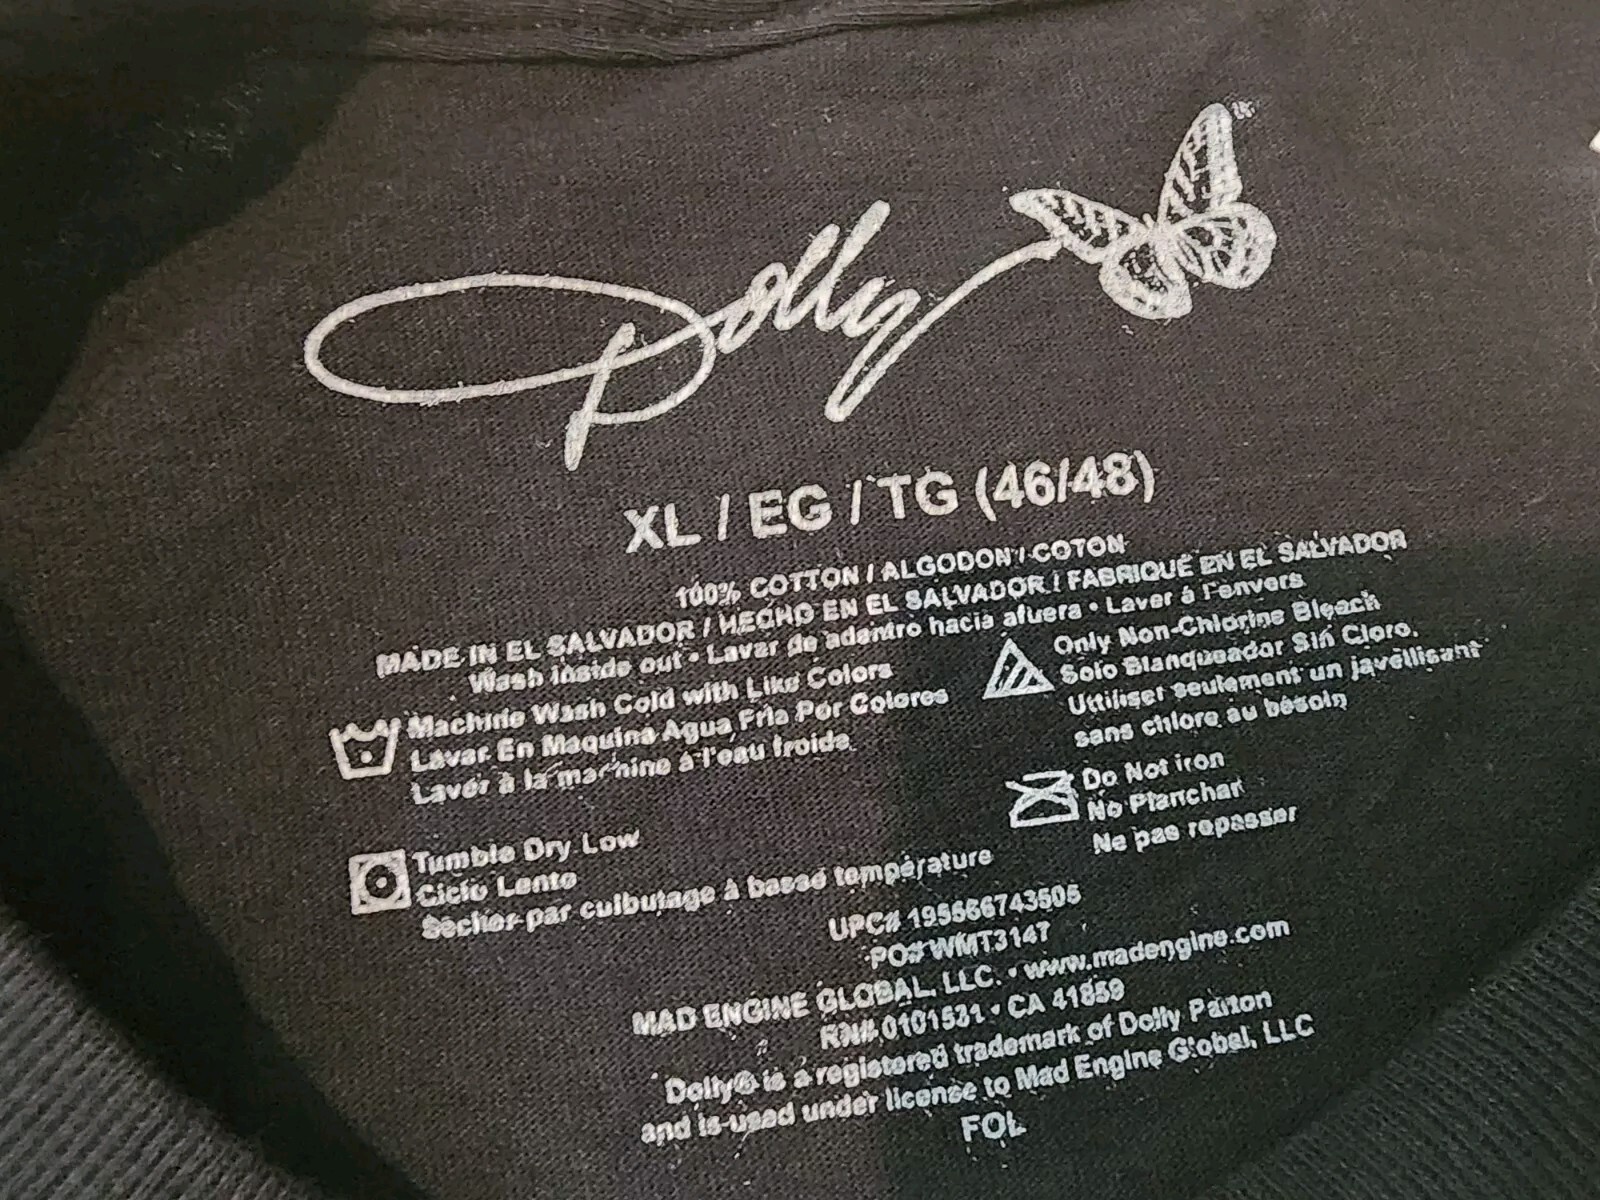 Dolly
XL / EG / TG (46/48)
100% COTTON / ALGODON / COTON
MADE IN EL SALVADOR / HECHO EN EL SALVADOR / FABRIQUE EN EL SALVADOR
Wash inside out • Lavar de adentro hacia afuera • Laver à l'envers
Machine Wash Cold with Like Colors
Lavar En Maquina Agua Fria Por Colores
Laver à la machine à l'eau froide
Only Non-Chlorine Bleach
Solo Blanqueador Sin Cloro.
Uttiliser seulement un javellisant
sans chlore au besoin
Do Not Iron
No Planchar
Ne pas repasser
Tumble Dry Low
Ciclo Lento
Sécher par culbutage à bassd température
UPC# 195566743505
PO# WMT3147
MAD ENGINE GLOBAL, LLC. • www.madengine.com
RN# 0101531 • CA 41859
Dolly® is a registered trademark of Dolly Parton
and is used under license to Mad Engine Global, LLC
FOL